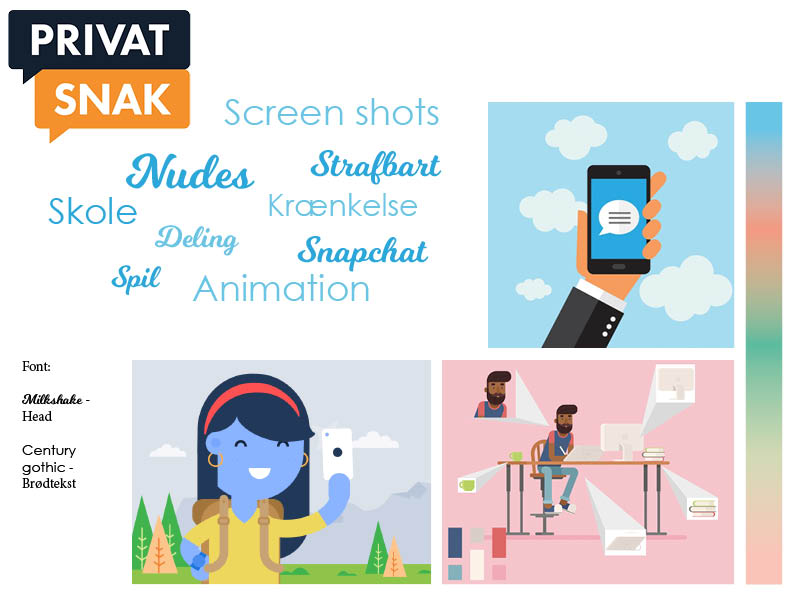 PRIVAT
SNAK
Screen shots
Nudes
Strafbart
Skole
Krænkelse
Deling
Snapchat
Spil
Animation
Font:
Milkshake -
Head
Century
gothic -
Brødtekst